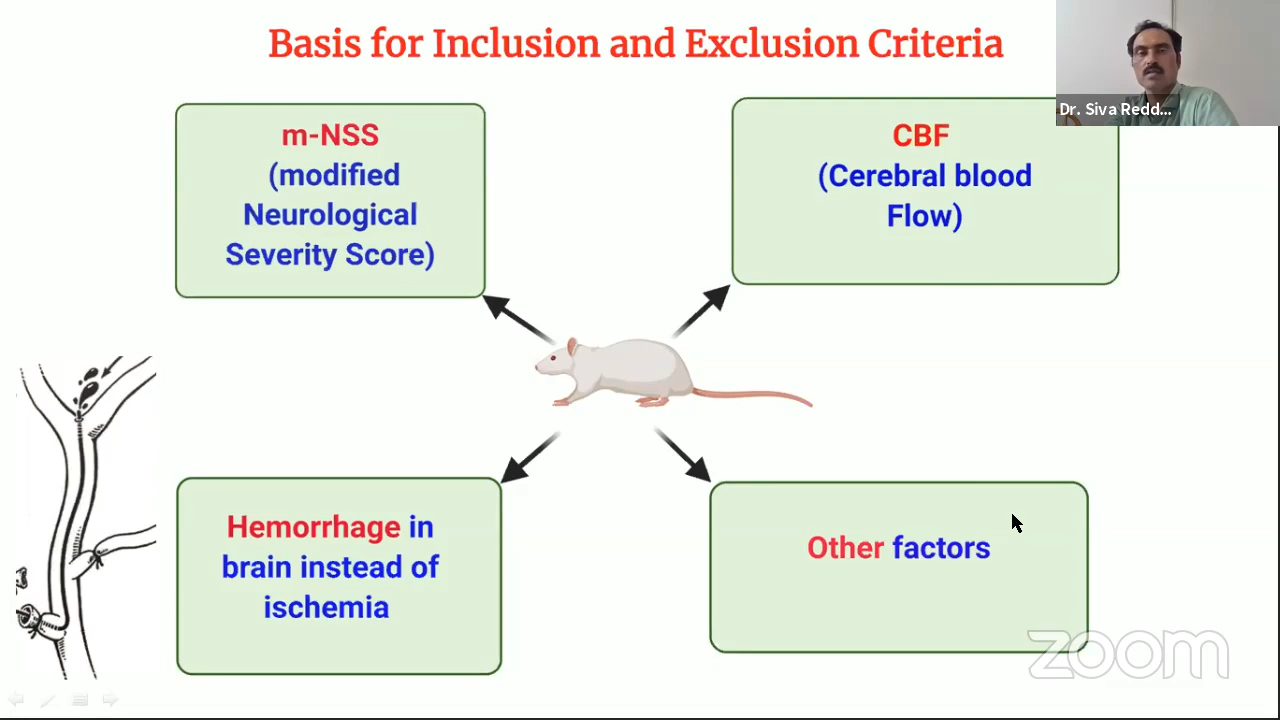 Basis for Inclusion and Exclusion Criteria
Dr. Siva Redd...
m-NSS
(modified
Neurological
Severity Score)
CBF
(Cerebral blood
Flow)
Hemorrhage in
brain instead of
ischemia
Other factors
zoom